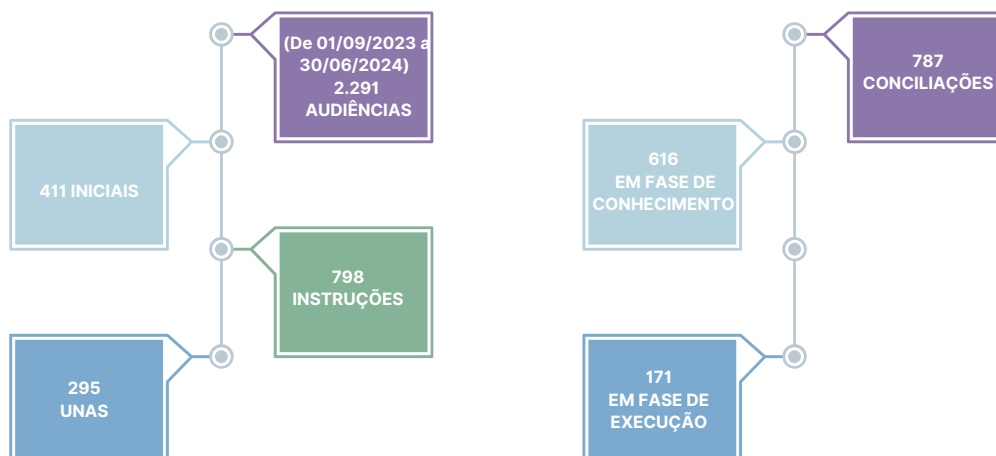 (De 01/09/2023 a
30/06/2024)
2.291
AUDIÊNCIAS
411 INICIAIS
798
INSTRUÇÕES
295
UNAS
787
CONCILIAÇÕES
616
EM FASE DE
CONHECIMENTO
171
EM FASE DE
EXECUÇÃO